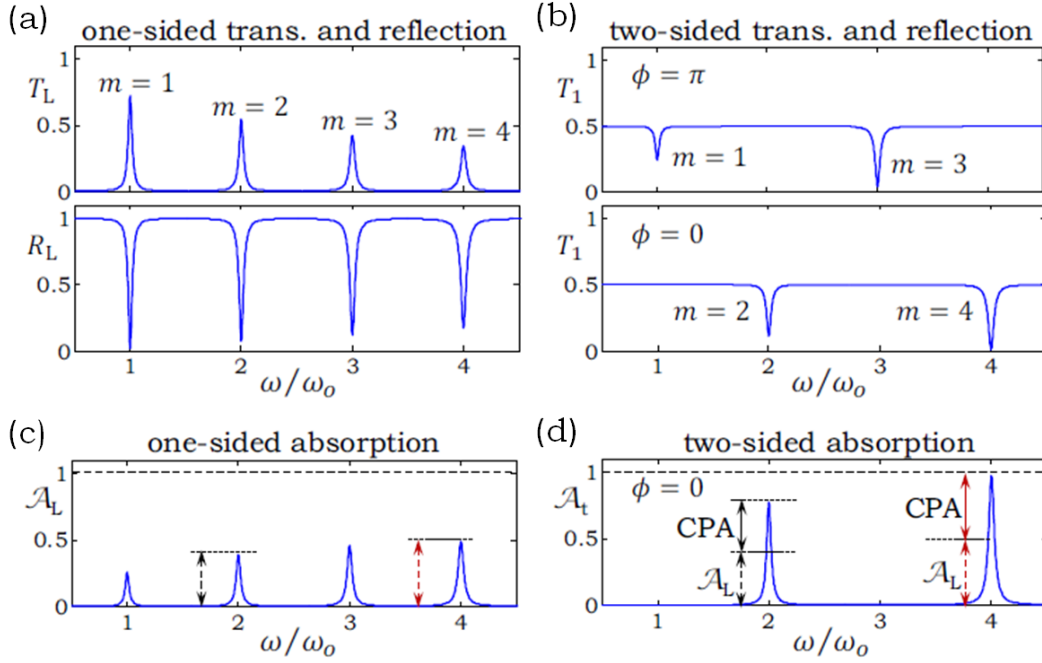 (a)
one-sided trans. and reflection
1
T_L
0.5
0
m = 1
m = 2
m = 3
m = 4
1
R_L
0.5
0
1 2 3 4
ω/ω_o
(b)
two-sided trans. and reflection
1
T_1
0.5
0
ϕ = π
m = 1
m = 3
1
T_1
0.5
0
ϕ = 0
m = 2
m = 4
1 2 3 4
ω/ω_o
(c)
one-sided absorption
1
𝒜_L
0.5
0
1 2 3 4
ω/ω_o
(d)
two-sided absorption
1
𝒜_t
0.5
0
ϕ = 0
CPA
𝒜_L
CPA
𝒜_L
1 2 3 4
ω/ω_o